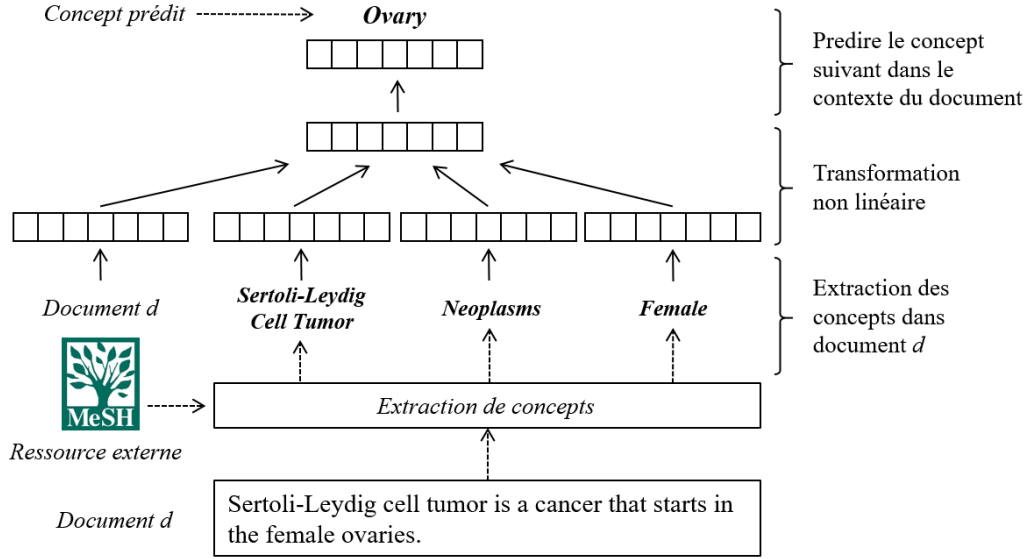 Concept prédit
Ovary
Predire le concept
suivant dans le
contexte du document
Transformation
non linéaire
Document d
Sertoli-Leydig
Cell Tumor
Neoplasms
Female
Extraction des
concepts dans
document d
MeSH
Ressource externe
Extraction de concepts
Document d
Sertoli-Leydig cell tumor is a cancer that starts in
the female ovaries.